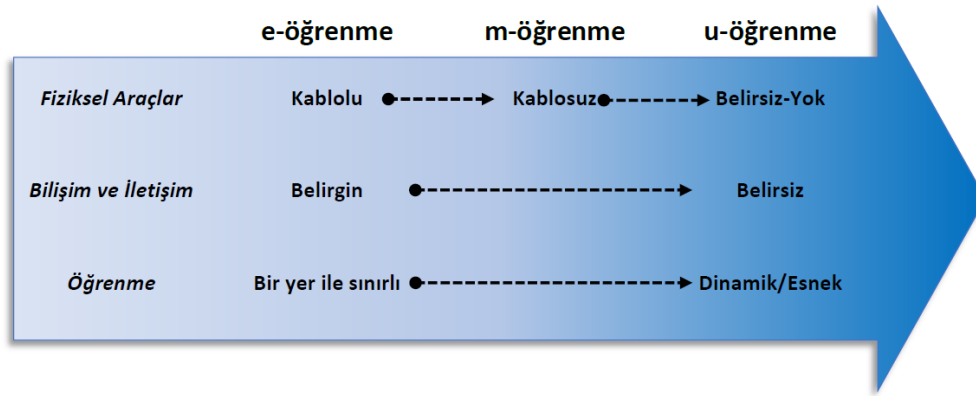 e-öğrenme m-öğrenme u-öğrenme
Fiziksel Araçlar Kablolu Kablosuz Belirsiz-Yok
Bilişim ve İletişim Belirgin Belirsiz
Öğrenme Bir yer ile sınırlı Dinamik/Esnek